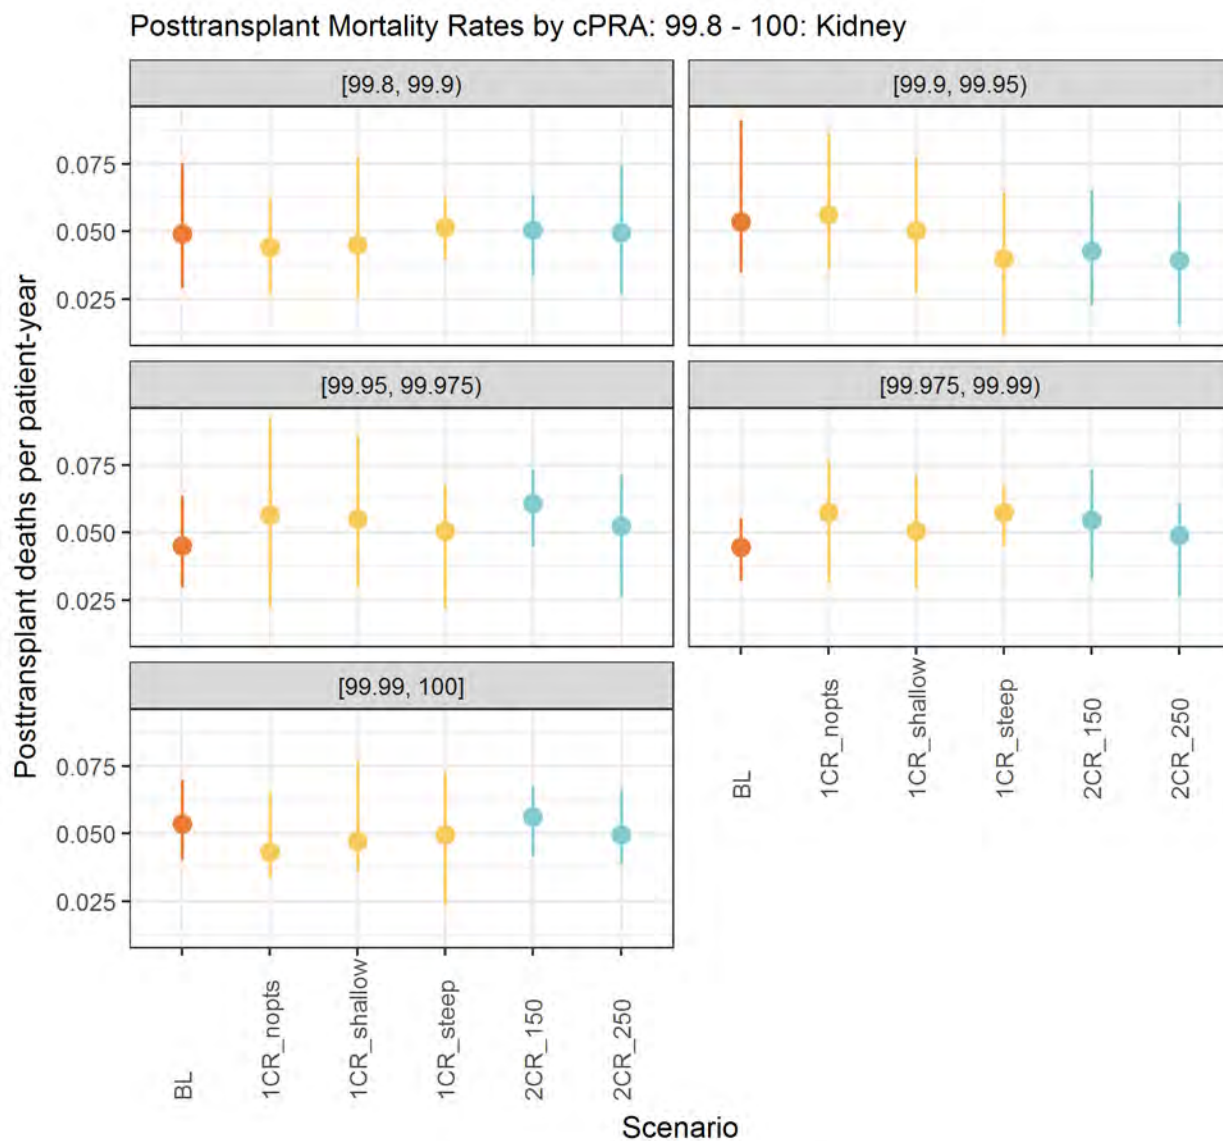 Posttransplant Mortality Rates by cPRA: 99.8 - 100: Kidney
[99.8, 99.9)
[99.9, 99.95)
0.075
0.050
0.025
[99.95, 99.975)
[99.975, 99.99)
0.075
0.050
0.025
[99.99, 100]
0.075
0.050
0.025
BL
1CR_nopts
1CR_shallow
1CR_steep
2CR_150
2CR_250
BL
1CR_nopts
1CR_shallow
1CR_steep
2CR_150
2CR_250
Posttransplant deaths per patient-year
Scenario